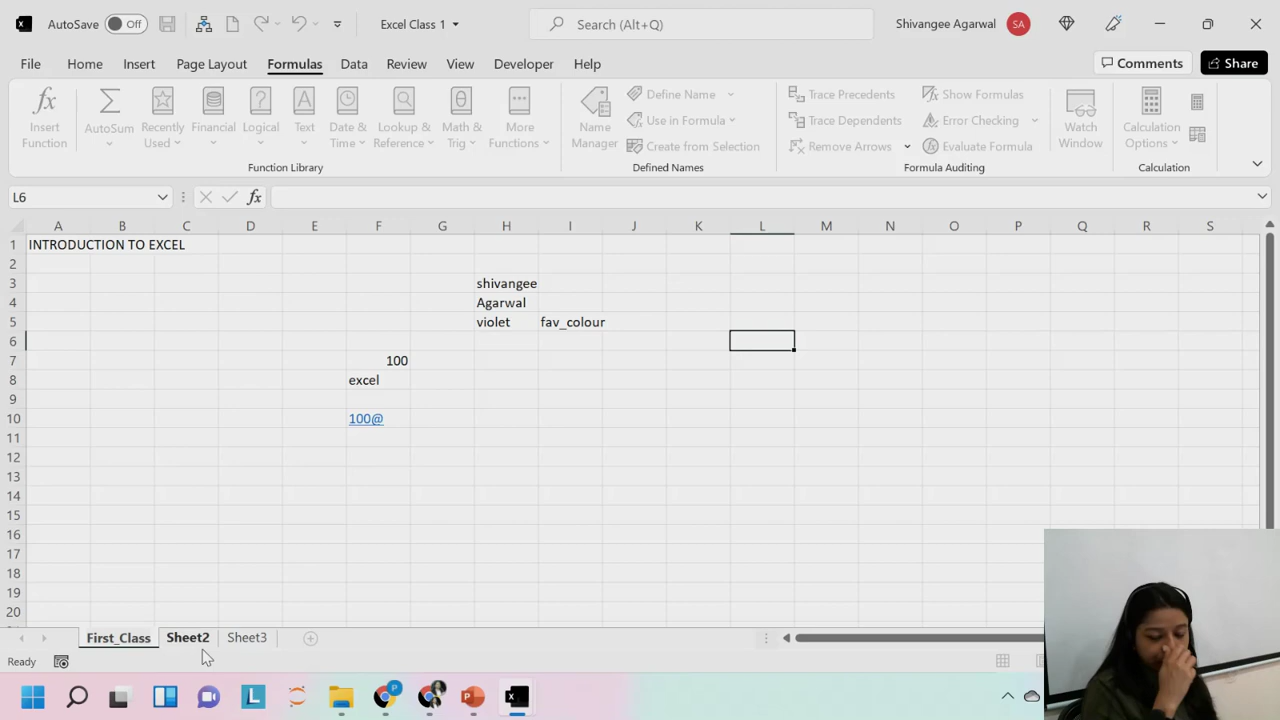 AutoSave Off Excel Class 1 Search (Alt+Q) Shivangee Agarwal SA
File Home Insert Page Layout Formulas Data Review View Developer Help Comments Share
Insert Function
AutoSum
Recently Used
Financial
Logical
Text
Date & Time
Lookup & Reference
Math & Trig
More Functions
Function Library
Name Manager
Define Name
Use in Formula
Create from Selection
Defined Names
Trace Precedents
Trace Dependents
Remove Arrows
Show Formulas
Error Checking
Evaluate Formula
Formula Auditing
Watch Window
Calculation Options
Calculation
L6 fx
A B C D E F G H I J K L M N O P Q R S
1 INTRODUCTION TO EXCEL
2
3 shivangee
4 Agarwal
5 violet fav_colour
6
7 100
8 excel
9
10 100@
11
12
13
14
15
16
17
18
19
20
First_Class Sheet2 Sheet3
Ready